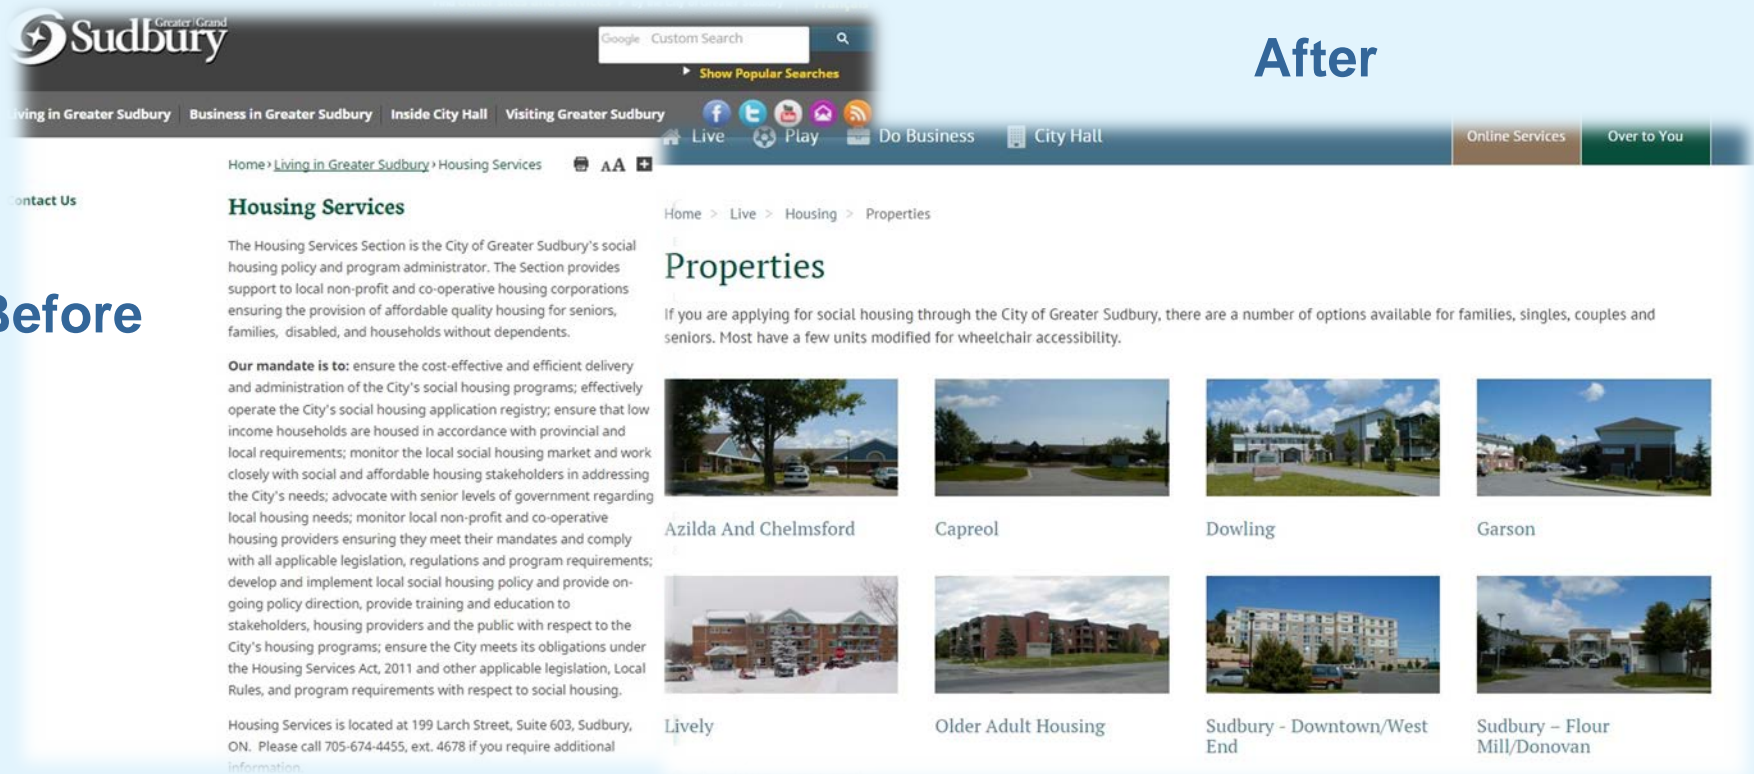 Greater Grand
Sudbury
Google Custom Search
Show Popular Searches
Living in Greater Sudbury Business in Greater Sudbury Inside City Hall Visiting Greater Sudbury
Home › Living in Greater Sudbury › Housing Services
AA
Contact Us
Housing Services
The Housing Services Section is the City of Greater Sudbury's social
housing policy and program administrator. The Section provides
support to local non-profit and co-operative housing corporations
ensuring the provision of affordable quality housing for seniors,
families, disabled, and households without dependents.
Our mandate is to: ensure the cost-effective and efficient delivery
and administration of the City's social housing programs; effectively
operate the City's social housing application registry; ensure that low
income households are housed in accordance with provincial and
local requirements; monitor the local social housing market and work
closely with social and affordable housing stakeholders in addressing
the City's needs; advocate with senior levels of government regarding
local housing needs; monitor local non-profit and co-operative
housing providers ensuring they meet their mandates and comply
with all applicable legislation, regulations and program requirements;
develop and implement local social housing policy and provide on-
going policy direction, provide training and education to
stakeholders, housing providers and the public with respect to the
City's housing programs; ensure the City meets its obligations under
the Housing Services Act, 2011 and other applicable legislation, Local
Rules, and program requirements with respect to social housing.
Housing Services is located at 199 Larch Street, Suite 603, Sudbury,
ON. Please call 705-674-4455, ext. 4678 if you require additional
information.
Before
After
Live Play Do Business City Hall Online Services Over to You
Home > Live > Housing > Properties
Properties
If you are applying for social housing through the City of Greater Sudbury, there are a number of options available for families, singles, couples and
seniors. Most have a few units modified for wheelchair accessibility.
Azilda And Chelmsford
Capreol
Dowling
Garson
Lively
Older Adult Housing
Sudbury - Downtown/West
End
Sudbury – Flour
Mill/Donovan